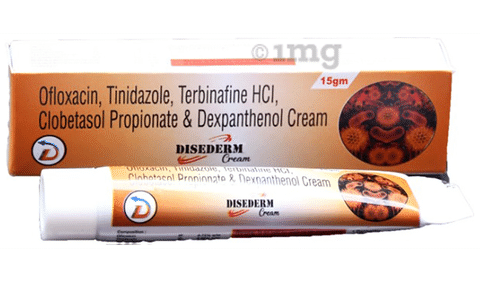 ©1mg
15gm
Ofloxacin, Tinidazole, Terbinafine HCl,
Clobetasol Propionate & Dexpanthenol Cream
DISEDERM
Cream
D
Ofloxacin, Tinidazole, Terbinafine HCl,
Clobetasol Propionate & Dexpanthenol Cream
DISEDERM
Cream
D
Composition :